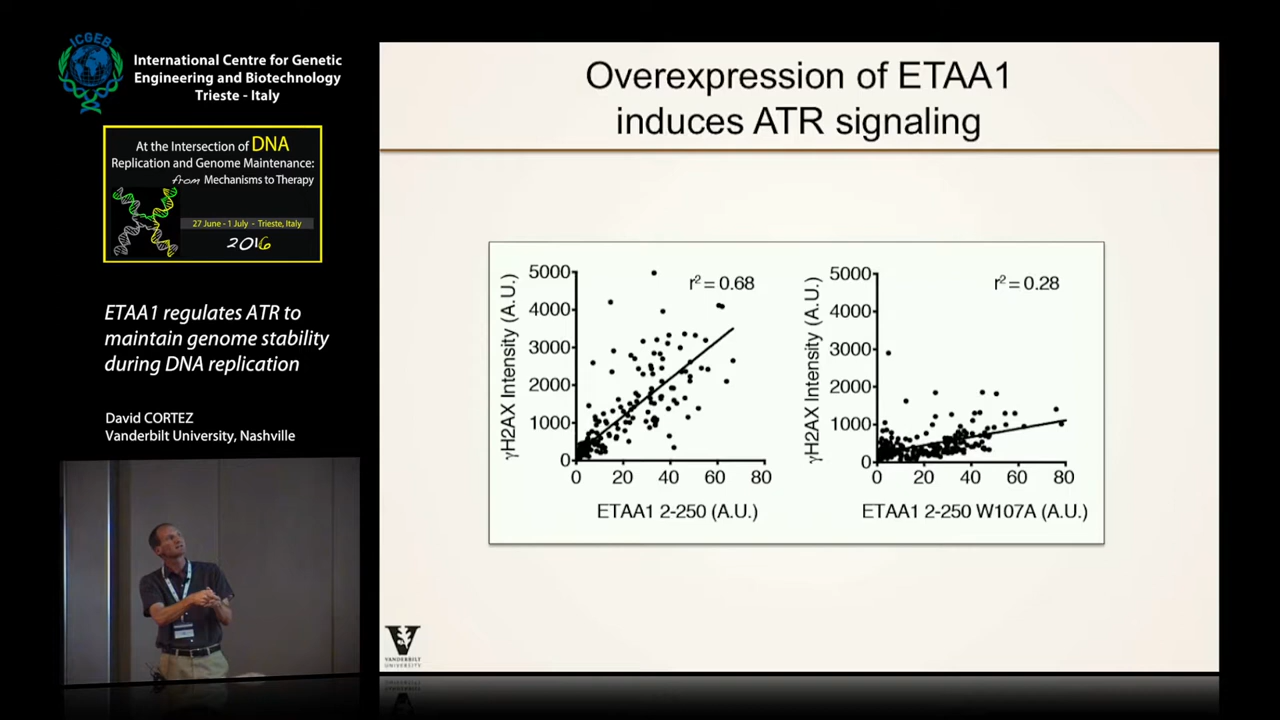 ICGEB
International Centre for Genetic
Engineering and Biotechnology
Trieste - Italy
At the Intersection of DNA
Replication and Genome Maintenance:
from Mechanisms to Therapy
27 June - 1 July - Trieste, Italy
2016
ETAA1 regulates ATR to
maintain genome stability
during DNA replication
David CORTEZ
Vanderbilt University, Nashville
Overexpression of ETAA1
induces ATR signaling
γH2AX Intensity (A.U.)
5000
4000
3000
2000
1000
0
r² = 0.68
0 20 40 60 80
ETAA1 2-250 (A.U.)
γH2AX Intensity (A.U.)
5000
4000
3000
2000
1000
0
r² = 0.28
0 20 40 60 80
ETAA1 2-250 W107A (A.U.)
V
VANDERBILT
UNIVERSITY